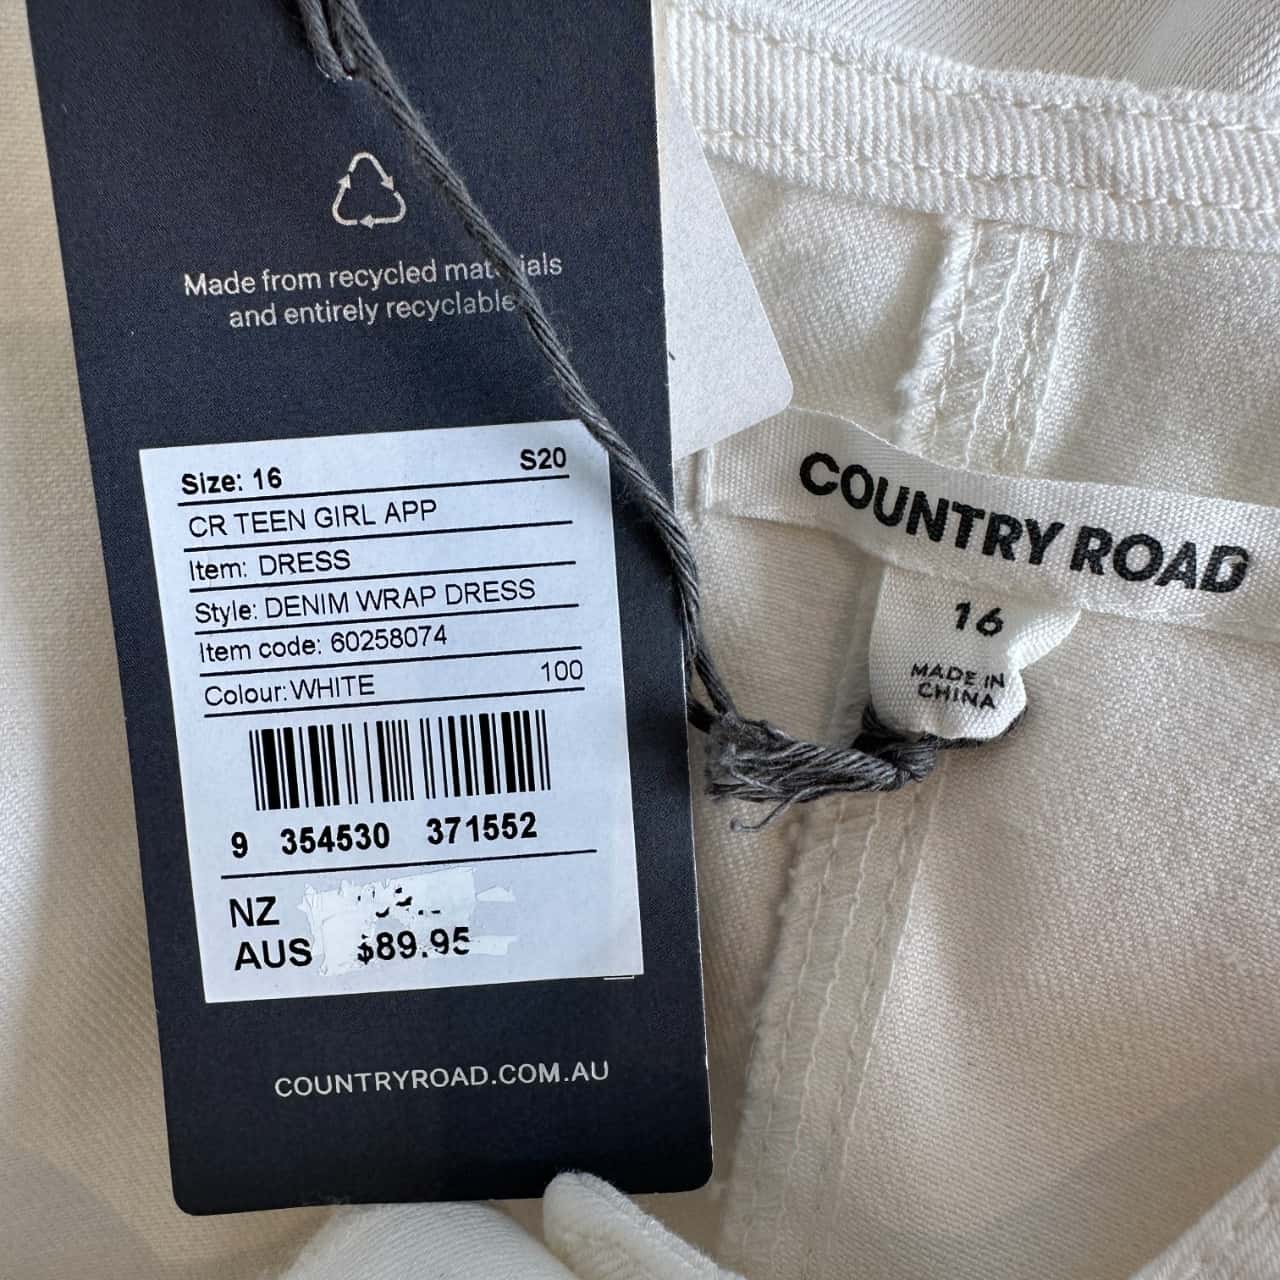 Made from recycled materials
and entirely recyclable
Size: 16 S20
CR TEEN GIRL APP
Item: DRESS
Style: DENIM WRAP DRESS
Item code: 60258074
Colour: WHITE 100
9 354530 371552
NZ
AUS $89.95
COUNTRYROAD.COM.AU
COUNTRY ROAD
16
MADE IN
CHINA